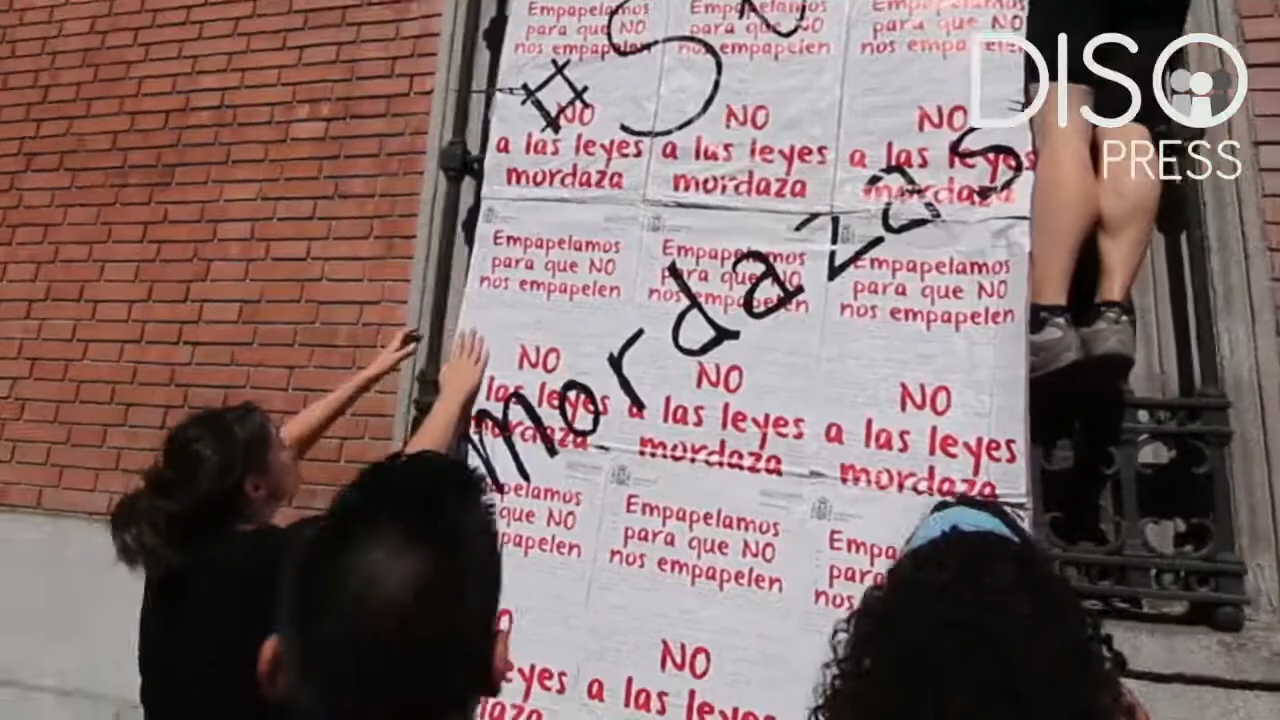 Empapelamos Empapelamos Empapelamos
para que NO para que NO para que NO
nos empapelen nos empapelen nos empapelen
DISO
PRESS
NO NO NO
a las leyes a las leyes a las leyes
mordaza mordaza mordaza
Empapelamos Empapelamos Empapelamos
para que NO para que NO para que NO
nos empapelen nos empapelen nos empapelen
mordazas
NO NO NO
a las leyes a las leyes a las leyes
mordaza mordaza mordaza
Empapelamos
que NO para que NO para
nos empapelen nos
NO
leyes a las leyes